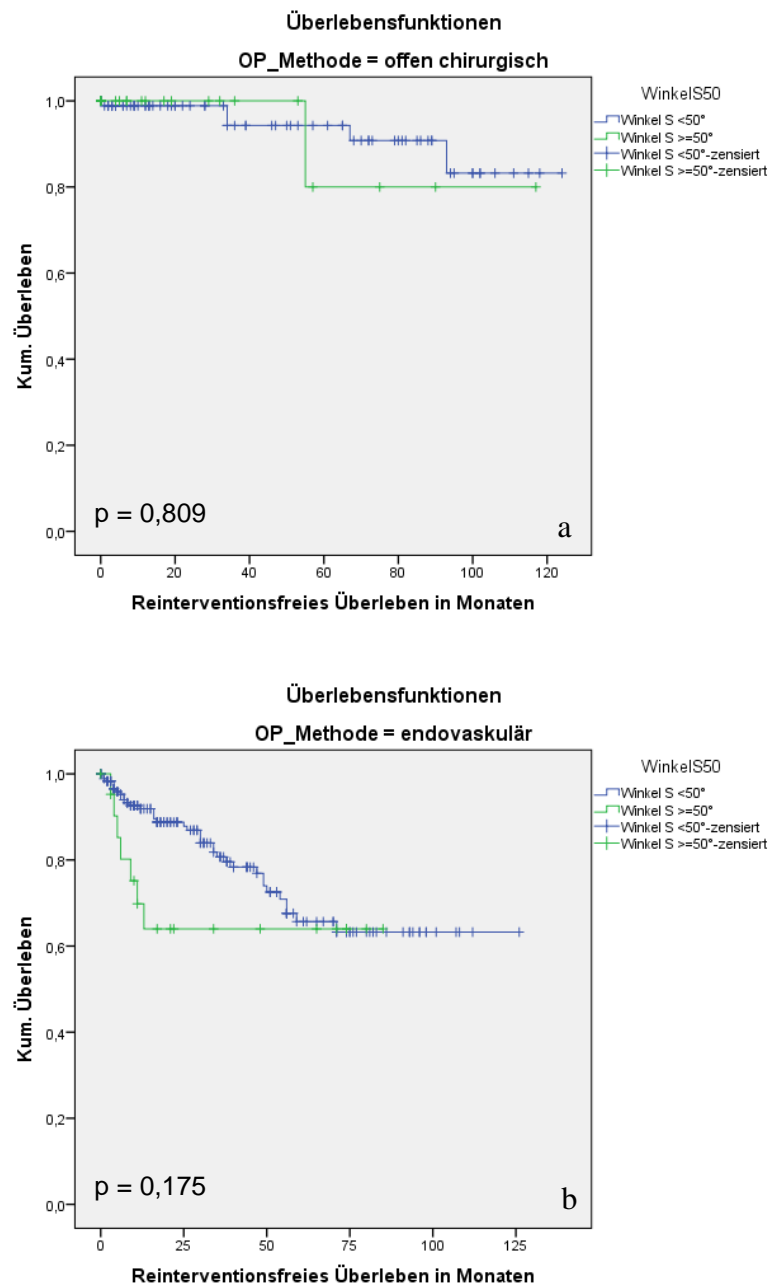 Überlebensfunktionen
OP_Methode = offen chirurgisch
WinkelS50
Winkel S <50°
Winkel S >=50°
Winkel S <50°-zensiert
Winkel S >=50°-zensiert
Kum. Überleben
1,0
0,8
0,6
0,4
0,2
0,0
p = 0,809
a
0 20 40 60 80 100 120
Reinterventionsfreies Überleben in Monaten
Überlebensfunktionen
OP_Methode = endovaskulär
WinkelS50
Winkel S <50°
Winkel S >=50°
Winkel S <50°-zensiert
Winkel S >=50°-zensiert
Kum. Überleben
1,0
0,8
0,6
0,4
0,2
0,0
p = 0,175
b
0 25 50 75 100 125
Reinterventionsfreies Überleben in Monaten